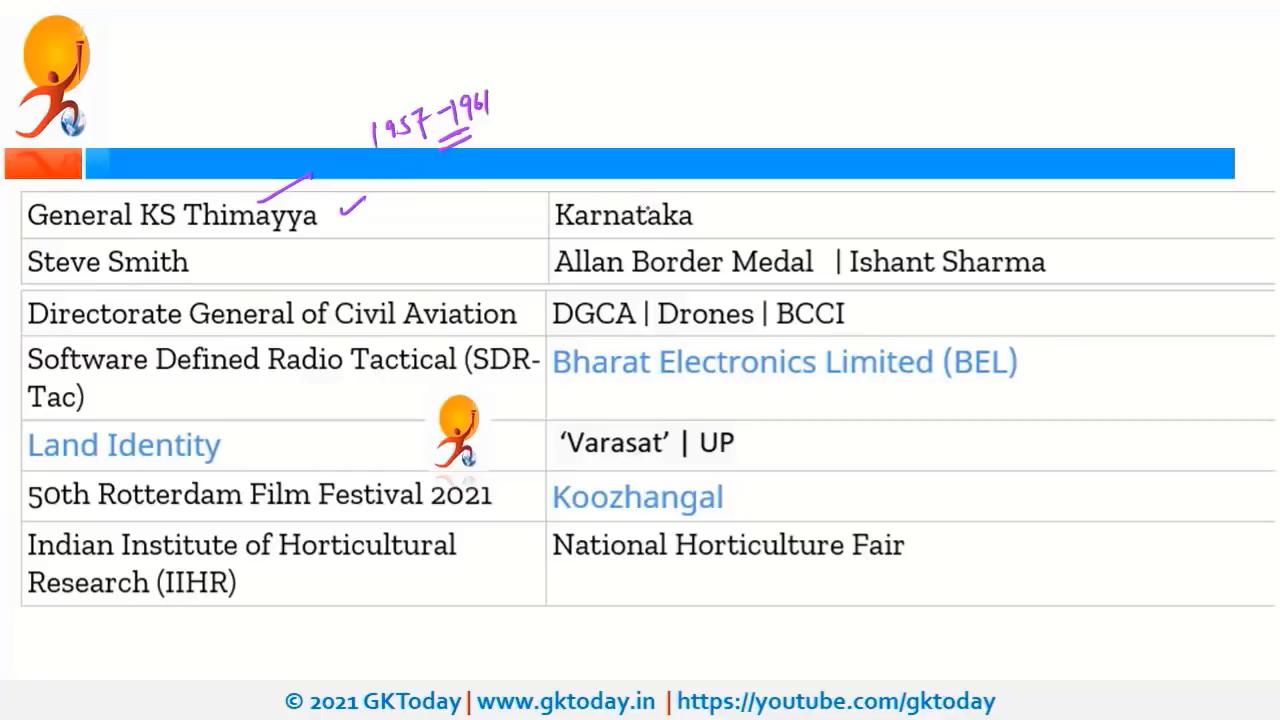 1957-1961
General KS Thimayya
Karnataka
Steve Smith
Allan Border Medal | Ishant Sharma
Directorate General of Civil Aviation
DGCA | Drones | BCCI
Software Defined Radio Tactical (SDR-
Tac)
Bharat Electronics Limited (BEL)
Land Identity
‘Varasat’ | UP
50th Rotterdam Film Festival 2021
Koozhangal
Indian Institute of Horticultural
Research (IIHR)
National Horticulture Fair
© 2021 GKToday | www.gktoday.in | https://youtube.com/gktoday